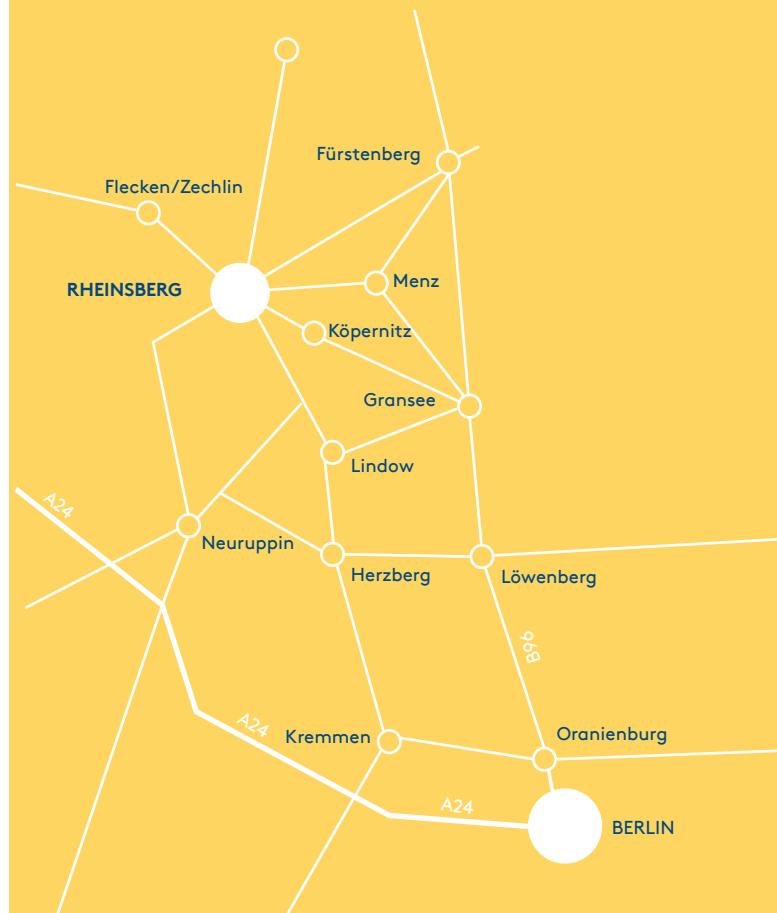 Fürstenberg
Flecken/Zechlin
Menz
RHEINSBERG
Köpernitz
Gransee
Lindow
A24
Neuruppin
Herzberg
Löwenberg
B96
A24
Kremmen
Oranienburg
A24
BERLIN